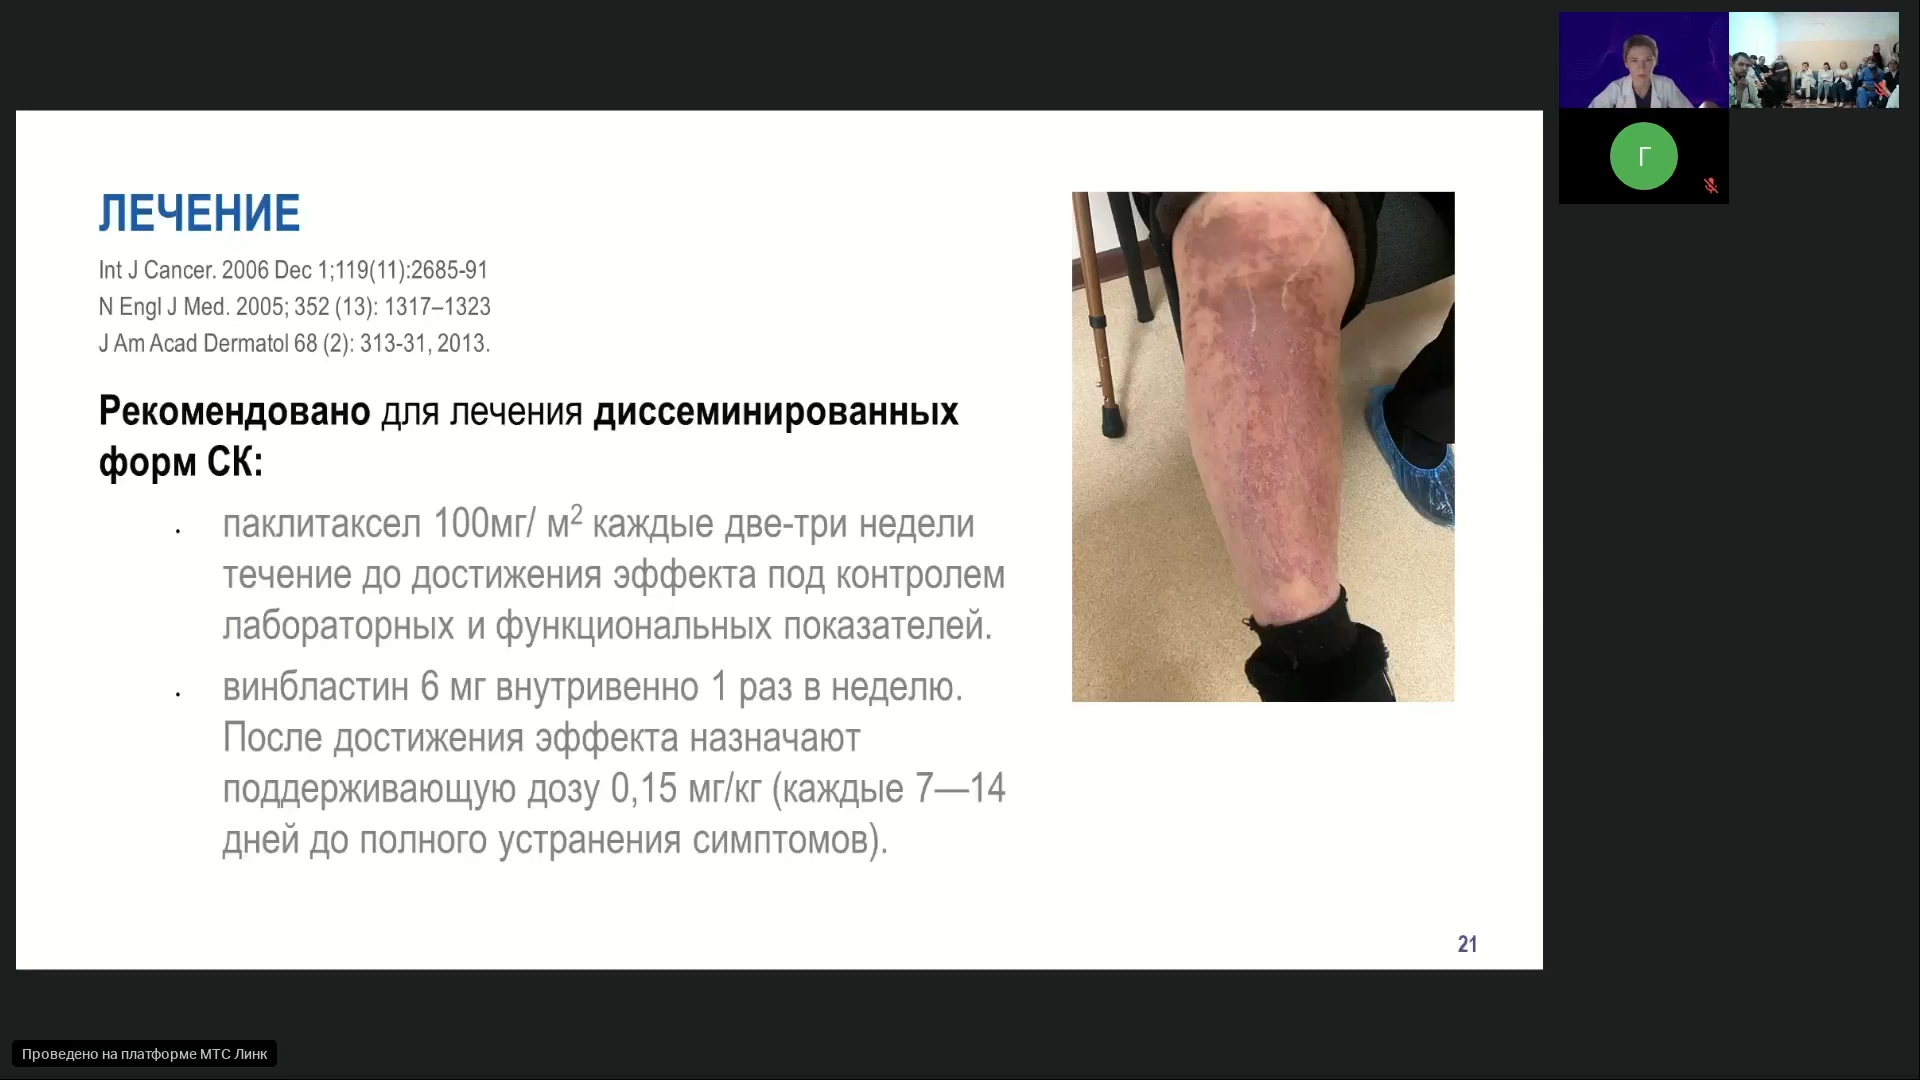 ЛЕЧЕНИЕ
Int J Cancer. 2006 Dec 1;119(11):2685-91
N Engl J Med. 2005; 352 (13): 1317–1323
J Am Acad Dermatol 68 (2): 313-31, 2013.
Рекомендовано для лечения диссеминированных
форм СК:
• паклитаксел 100мг/ м² каждые две-три недели
течение до достижения эффекта под контролем
лабораторных и функциональных показателей.
• винбластин 6 мг внутривенно 1 раз в неделю.
После достижения эффекта назначают
поддерживающую дозу 0,15 мг/кг (каждые 7—14
дней до полного устранения симптомов).
21
Г
Проведено на платформе МТС Линк